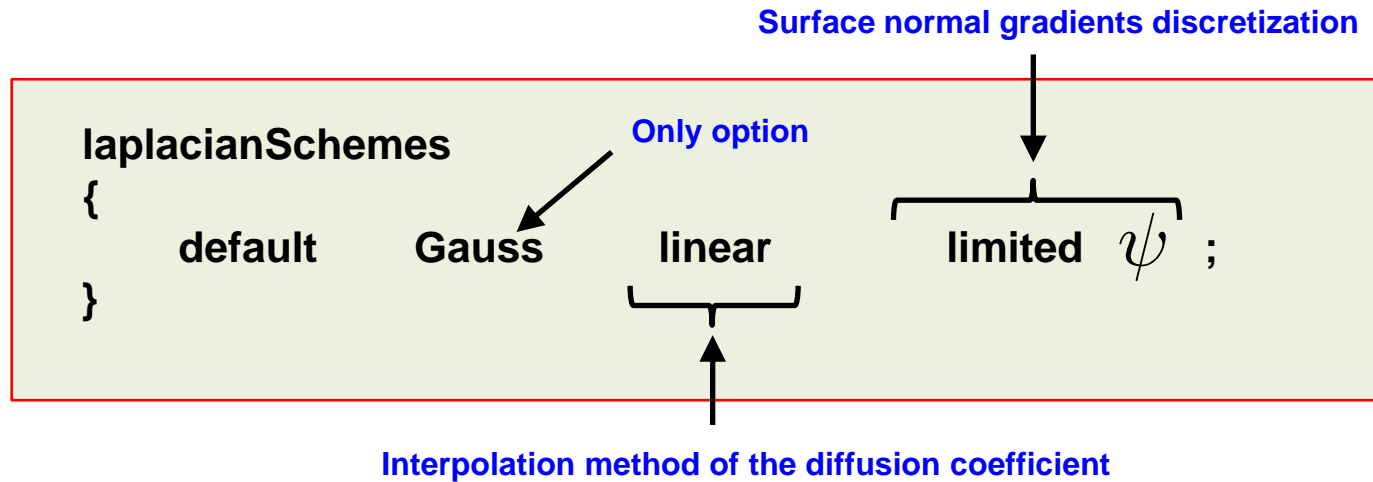 Surface normal gradients discretization
Only option
laplacianSchemes
{
default Gauss linear limited ψ ;
}
Interpolation method of the diffusion coefficient